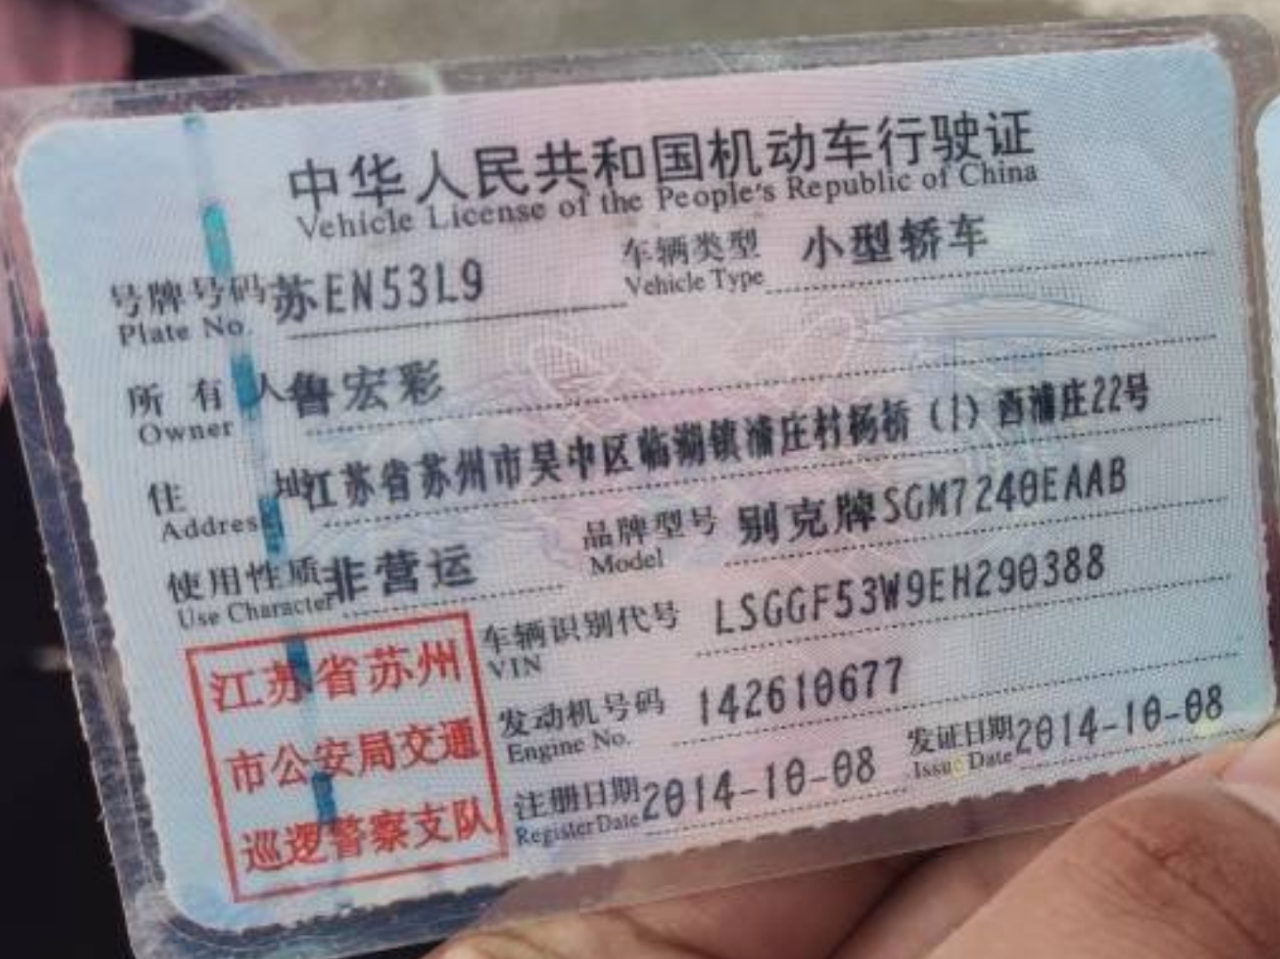 中华人民共和国机动车行驶证
Vehicle License of the People's Republic of China
号牌号码 苏EN53L9 车辆类型 小型轿车
Plate No. Vehicle Type
所有人 鲁宏彩
Owner
住址 江苏省苏州市吴中区临湖镇浦庄村杨桥（1）西浦庄22号
Address
使用性质 非营运 品牌型号 别克牌SGM7240EAAB
Use Character Model
车辆识别代号 LSGGF53W9EH290388
VIN
发动机号码 142610677
Engine No.
注册日期 2014-10-08 发证日期 2014-10-08
Register Date Issue Date
江苏省苏州
市公安局交通
巡逻警察支队